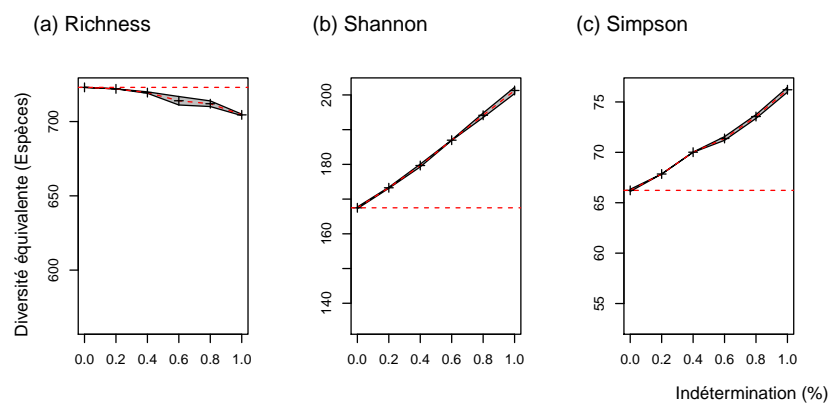 (a) Richness
(b) Shannon
(c) Simpson
Diversité équivalente (Espèces)
700
650
600
0.0 0.2 0.4 0.6 0.8 1.0
200
180
160
140
0.0 0.2 0.4 0.6 0.8 1.0
75
70
65
60
55
0.0 0.2 0.4 0.6 0.8 1.0
Indétermination (%)